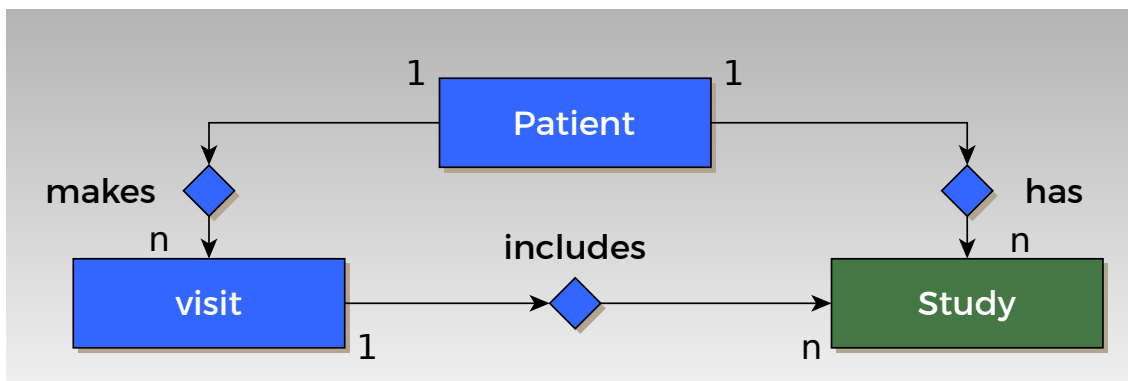 1
Patient
1
makes
has
n
n
includes
visit
Study
1
n